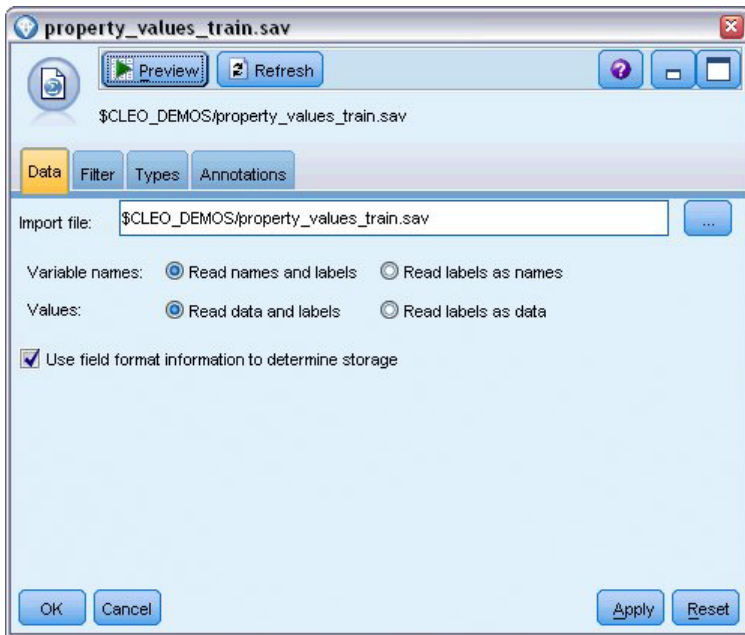 property_values_train.sav
Preview Refresh ?
$CLEO_DEMOS/property_values_train.sav
Data Filter Types Annotations
Import file: $CLEO_DEMOS/property_values_train.sav ...
Variable names: Read names and labels Read labels as names
Values: Read data and labels Read labels as data
Use field format information to determine storage
OK Cancel Apply Reset